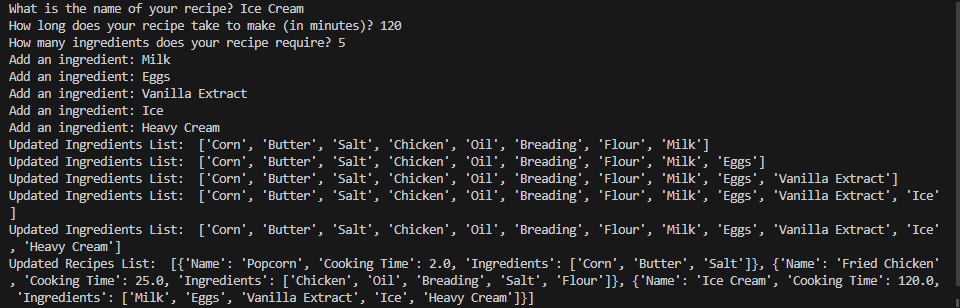 What is the name of your recipe? Ice Cream
How long does your recipe take to make (in minutes)? 120
How many ingredients does your recipe require? 5
Add an ingredient: Milk
Add an ingredient: Eggs
Add an ingredient: Vanilla Extract
Add an ingredient: Ice
Add an ingredient: Heavy Cream
Updated Ingredients List:  ['Corn', 'Butter', 'Salt', 'Chicken', 'Oil', 'Breading', 'Flour', 'Milk']
Updated Ingredients List:  ['Corn', 'Butter', 'Salt', 'Chicken', 'Oil', 'Breading', 'Flour', 'Milk', 'Eggs']
Updated Ingredients List:  ['Corn', 'Butter', 'Salt', 'Chicken', 'Oil', 'Breading', 'Flour', 'Milk', 'Eggs', 'Vanilla Extract']
Updated Ingredients List:  ['Corn', 'Butter', 'Salt', 'Chicken', 'Oil', 'Breading', 'Flour', 'Milk', 'Eggs', 'Vanilla Extract', 'Ice'
]
Updated Ingredients List:  ['Corn', 'Butter', 'Salt', 'Chicken', 'Oil', 'Breading', 'Flour', 'Milk', 'Eggs', 'Vanilla Extract', 'Ice'
, 'Heavy Cream']
Updated Recipes List:  [{'Name': 'Popcorn', 'Cooking Time': 2.0, 'Ingredients': ['Corn', 'Butter', 'Salt']}, {'Name': 'Fried Chicken'
, 'Cooking Time': 25.0, 'Ingredients': ['Chicken', 'Oil', 'Breading', 'Salt', 'Flour']}, {'Name': 'Ice Cream', 'Cooking Time': 120.0,
 'Ingredients': ['Milk', 'Eggs', 'Vanilla Extract', 'Ice', 'Heavy Cream']}]